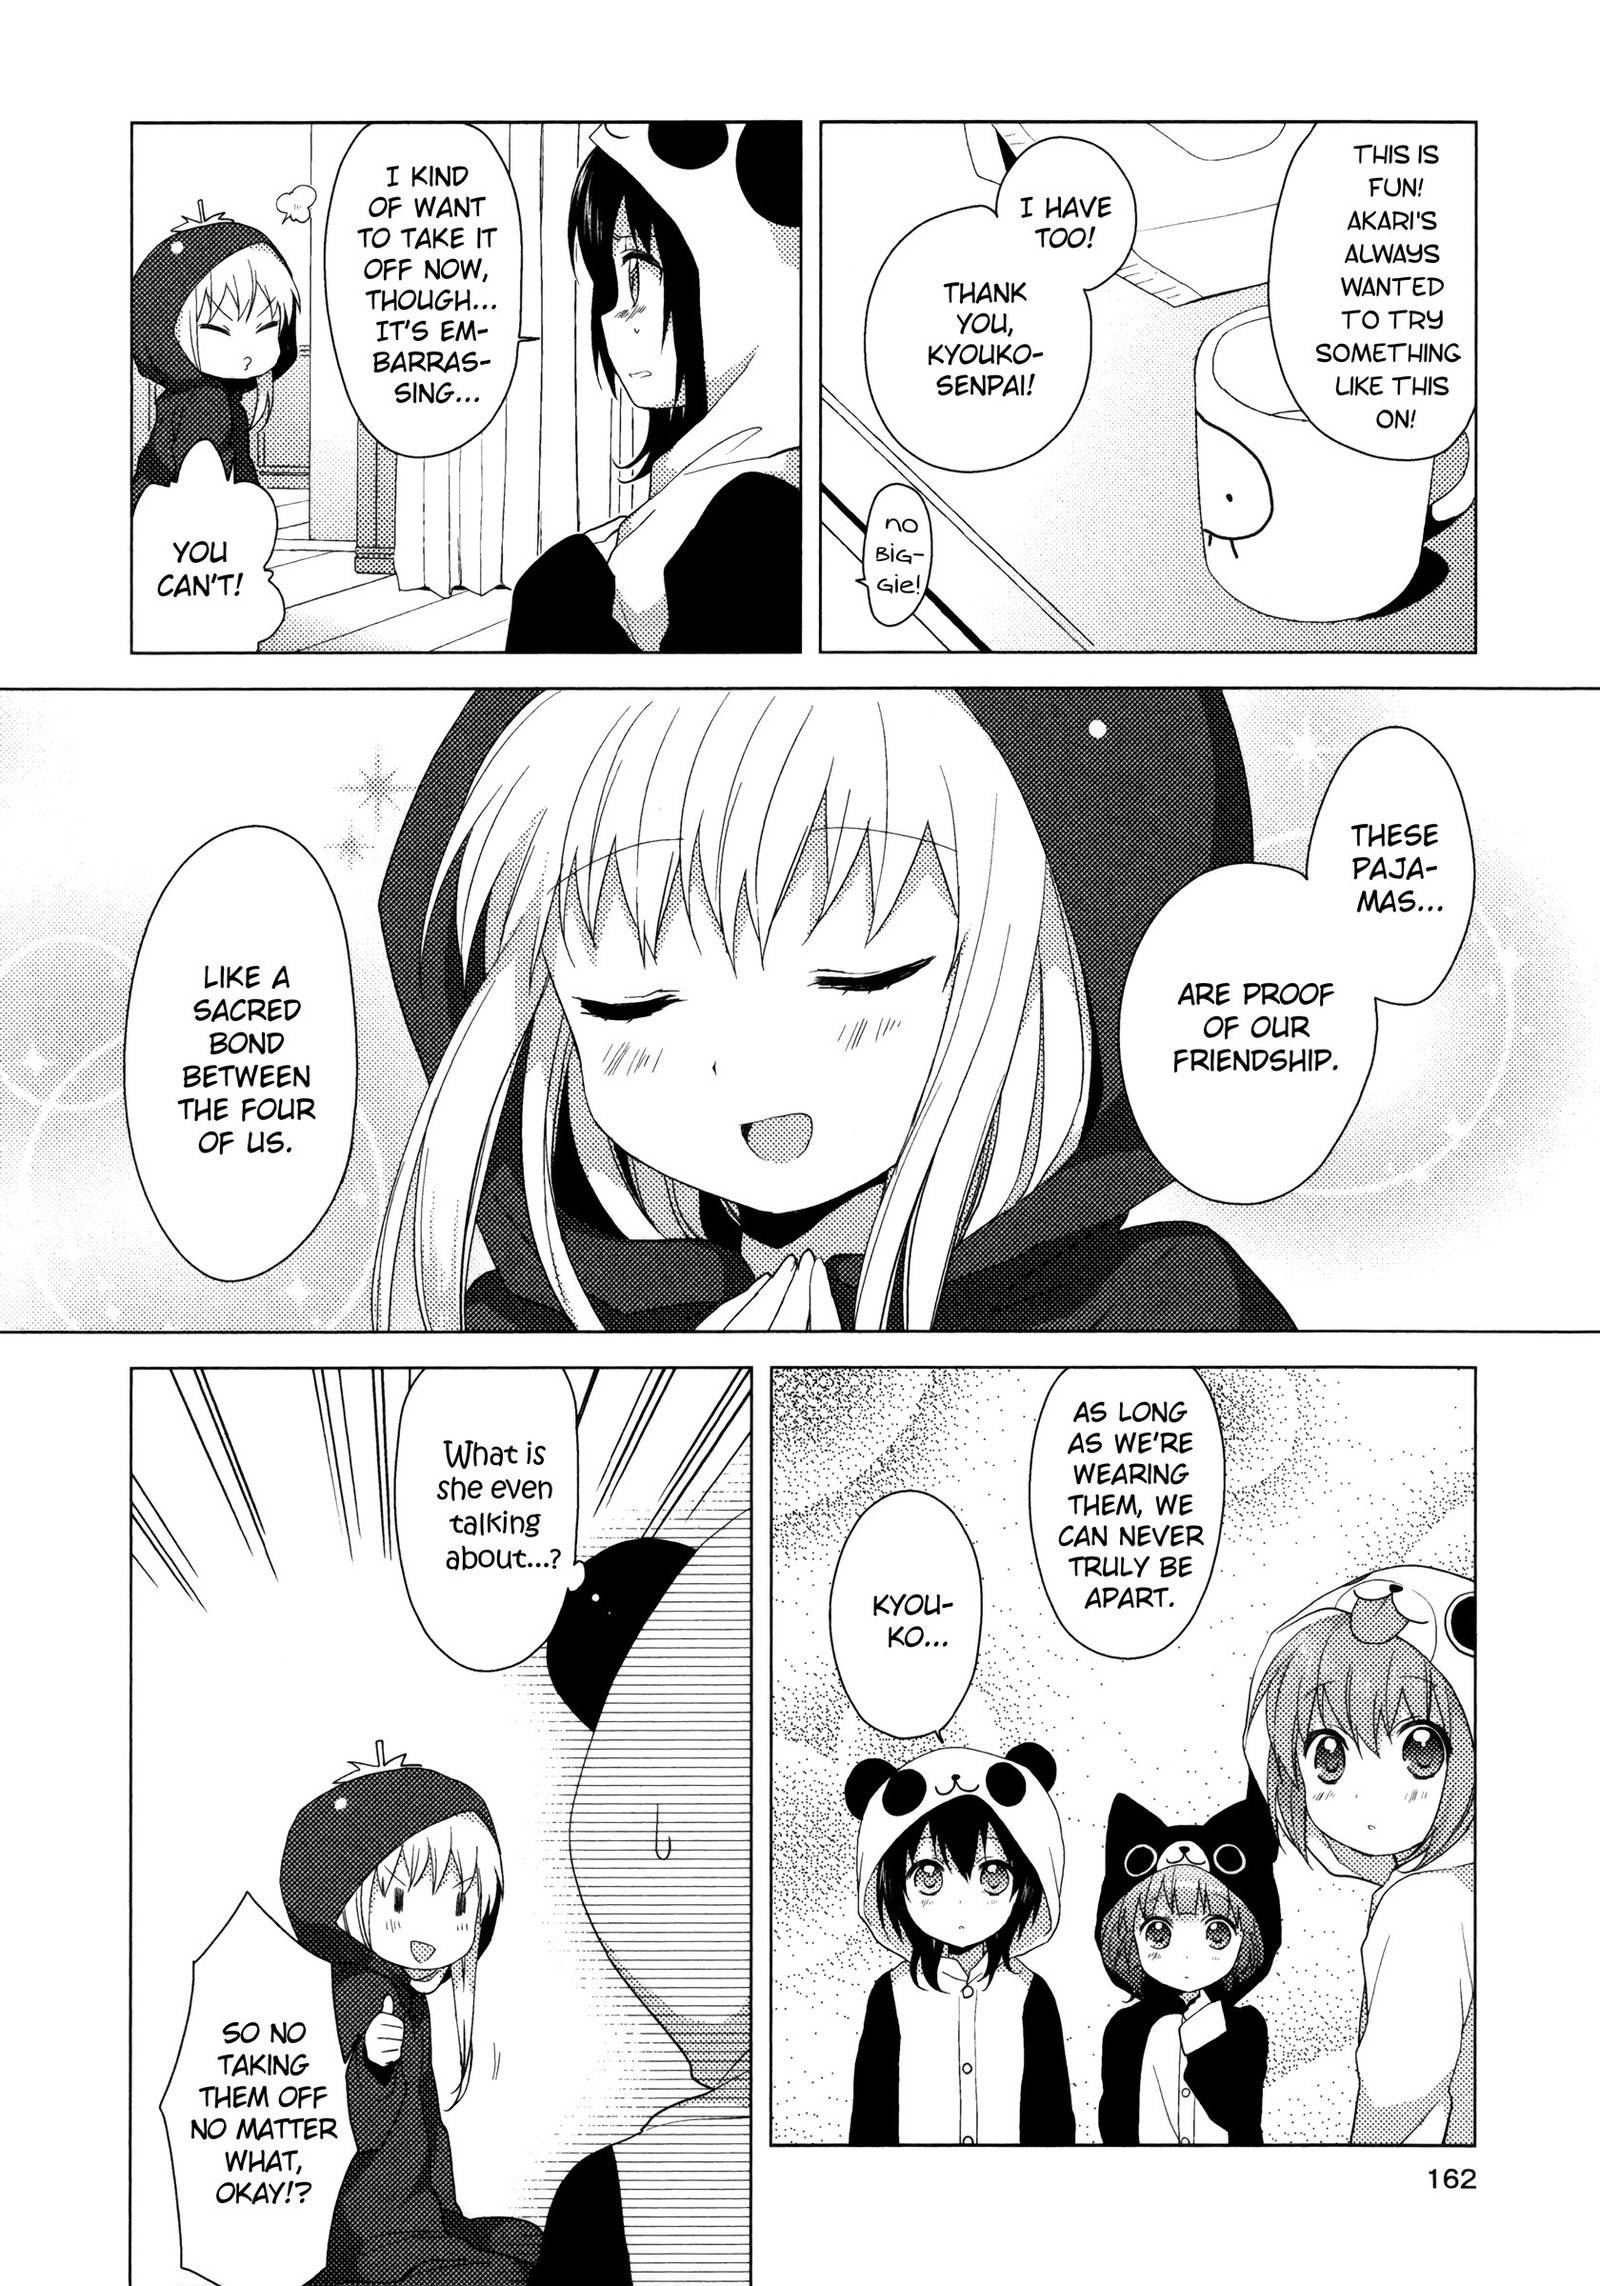 THIS IS
FUN!
AKARI'S
ALWAYS
WANTED
TO TRY
SOMETHING
LIKE THIS
ON!
I HAVE
TOO!
THANK
YOU,
KYOUKO-
SENPAI!
NO
BIG-
GIE!
I KIND
OF WANT
TO TAKE IT
OFF NOW,
THOUGH...
IT'S EM-
BARRAS-
SING...
YOU
CAN'T!
THESE
PAJA-
MAS...
ARE PROOF
OF OUR
FRIENDSHIP.
LIKE A
SACRED
BOND
BETWEEN
THE FOUR
OF US.
AS LONG
AS WE'RE
WEARING
THEM, WE
CAN NEVER
TRULY BE
APART.
KYOU-
KO...
What is
she even
talking
about...?
SO NO
TAKING
THEM OFF
NO MATTER
WHAT,
OKAY!?
162